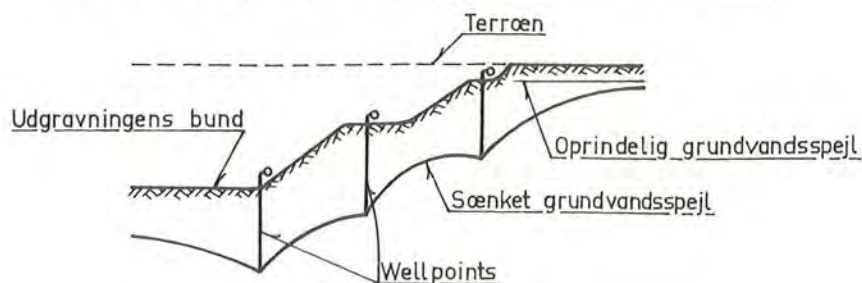 Terræn
Udgravningens bund
Oprindelig grundvandsspejl
Sænket grundvandsspejl
Wellpoints